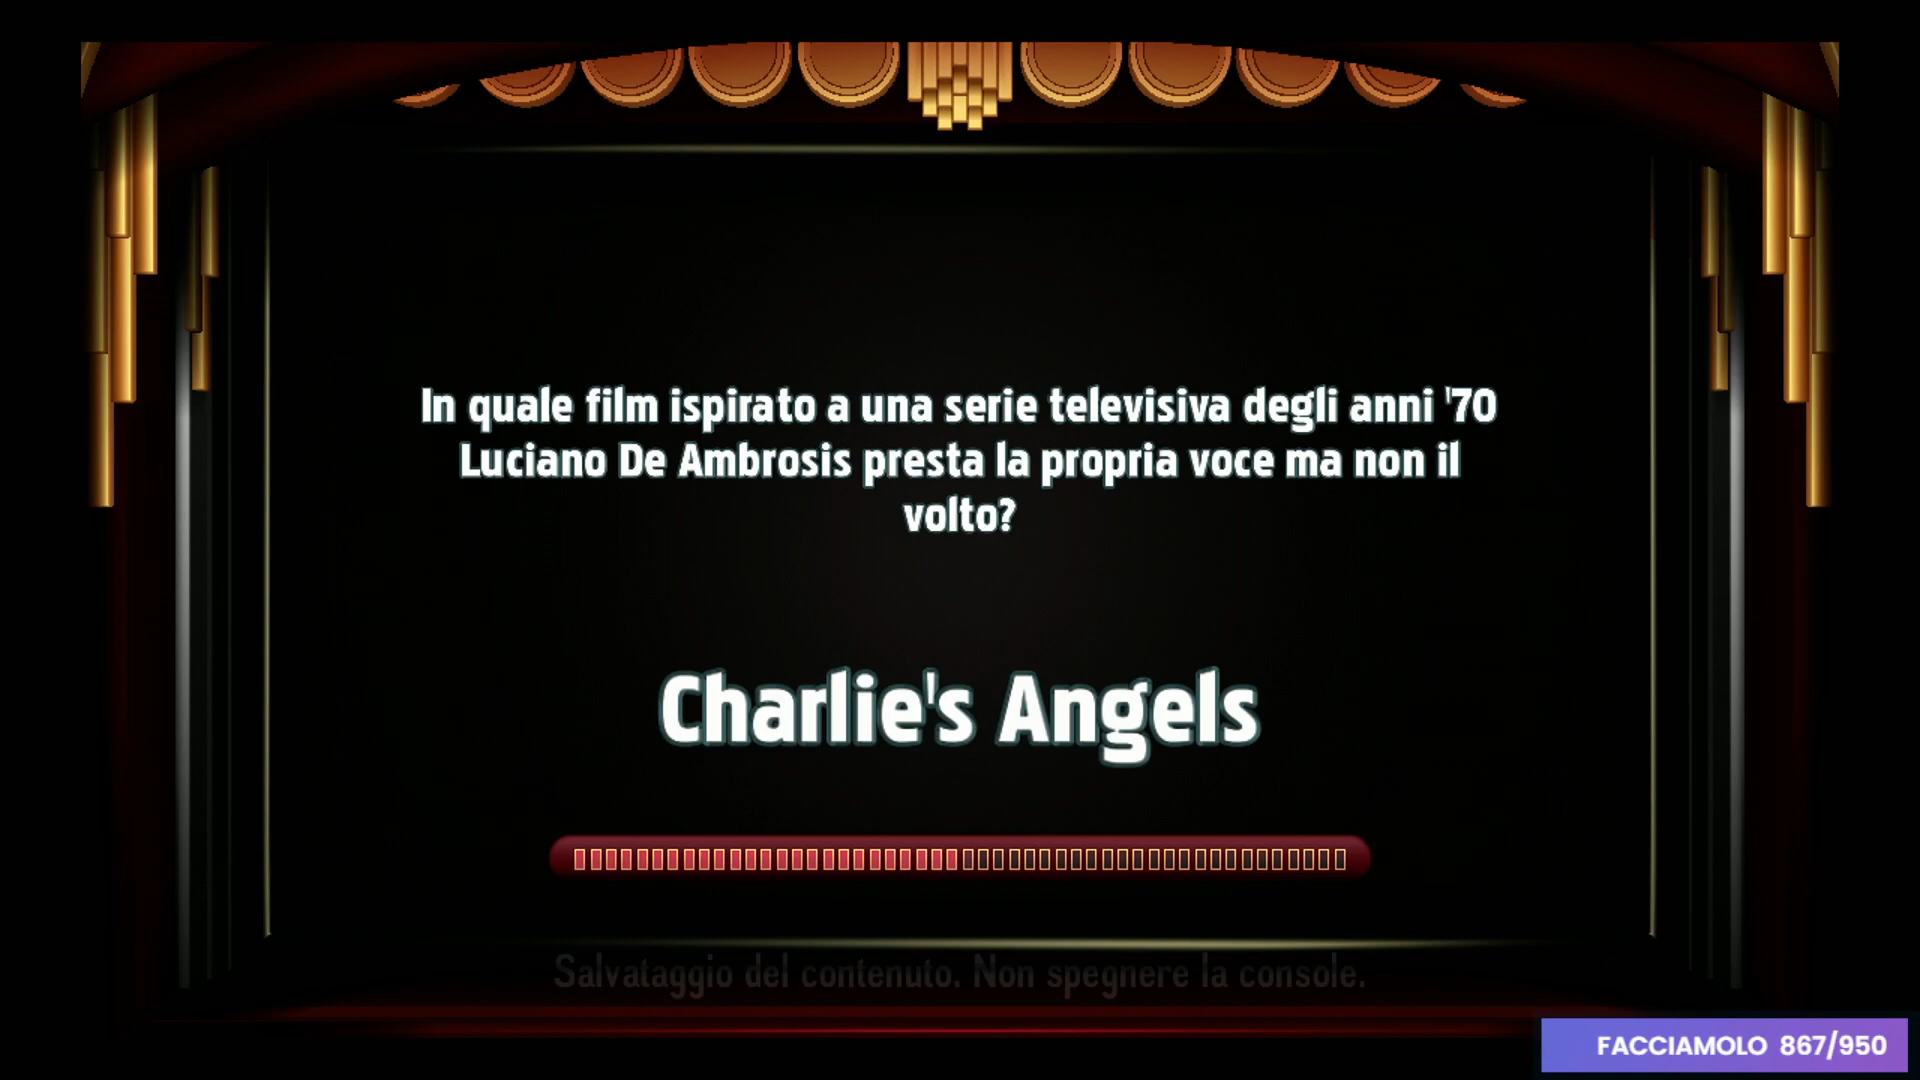 In quale film ispirato a una serie televisiva degli anni '70
Luciano De Ambrosis presta la propria voce ma non il
volto?
Charlie's Angels
Salvataggio del contenuto. Non spegnere la console.
FACCIAMOLO 867/950